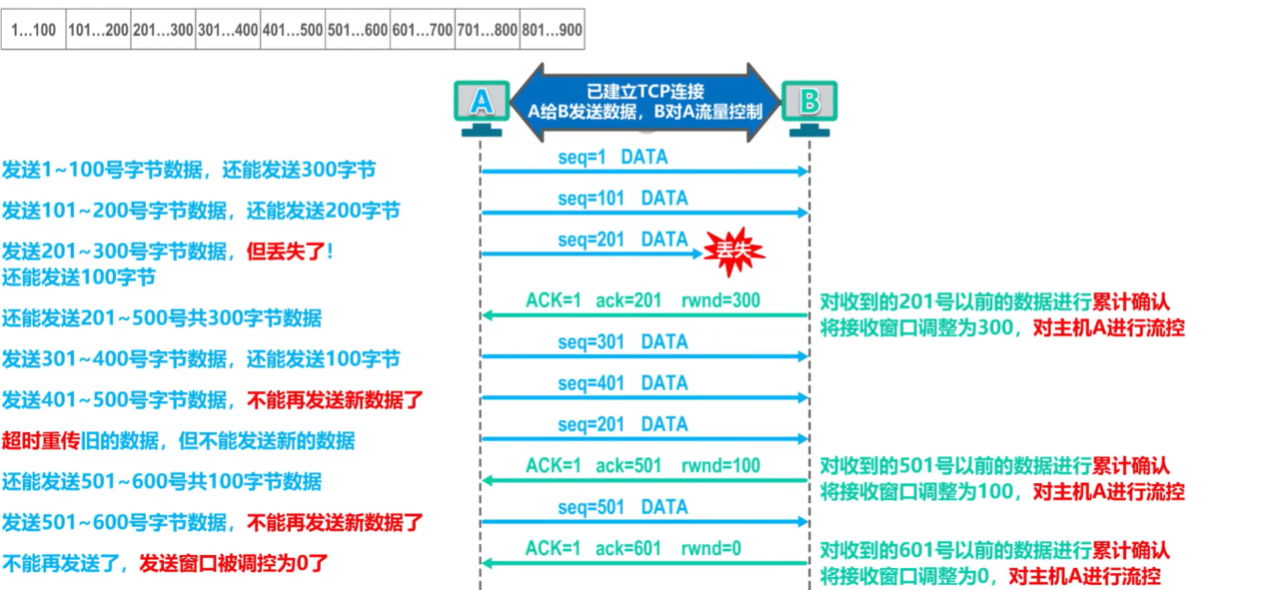 1…100 101…200 201…300 301…400 401…500 501…600 601…700 701…800 801…900
已建立TCP连接
A给B发送数据，B对A流量控制
A
B
发送1~100号字节数据，还能发送300字节
seq=1 DATA
发送101~200号字节数据，还能发送200字节
seq=101 DATA
发送201~300号字节数据，但丢失了！
还能发送100字节
seq=201 DATA
丢失
还能发送201~500号共300字节数据
ACK=1 ack=201 rwnd=300
对收到的201号以前的数据进行累计确认
将接收窗口调整为300，对主机A进行流控
发送301~400号字节数据，还能发送100字节
seq=301 DATA
发送401~500号字节数据，不能再发送新数据了
seq=401 DATA
超时重传旧的数据，但不能发送新的数据
seq=201 DATA
还能发送501~600号共100字节数据
ACK=1 ack=501 rwnd=100
对收到的501号以前的数据进行累计确认
将接收窗口调整为100，对主机A进行流控
发送501~600号字节数据，不能再发送新数据了
seq=501 DATA
不能再发送了，发送窗口被调控为0了
ACK=1 ack=601 rwnd=0
对收到的601号以前的数据进行累计确认
将接收窗口调整为0，对主机A进行流控